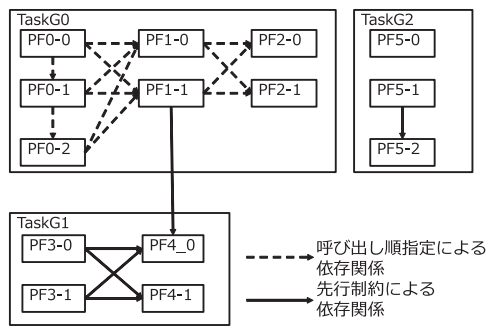 TaskG0
PF0-0
PF1-0
PF2-0
PF0-1
PF1-1
PF2-1
PF0-2
TaskG2
PF5-0
PF5-1
PF5-2
TaskG1
PF3-0
PF4_0
PF3-1
PF4-1
呼び出し順指定による
依存関係
先行制約による
依存関係